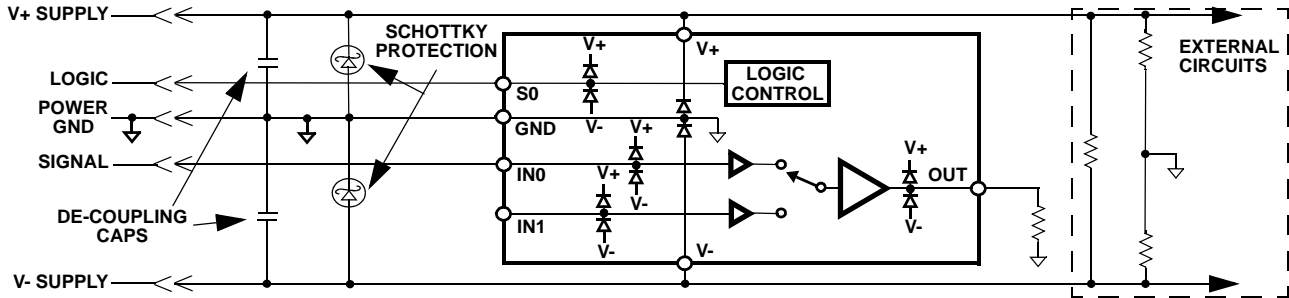 V+ SUPPLY
LOGIC
POWER
GND
SIGNAL
DE-COUPLING
CAPS
V- SUPPLY
SCHOTTKY
PROTECTION
V+
V+
S0
V-
LOGIC
CONTROL
GND
V+
IN0
V-
V+
IN1
V-
V+
OUT
V-
V-
EXTERNAL
CIRCUITS